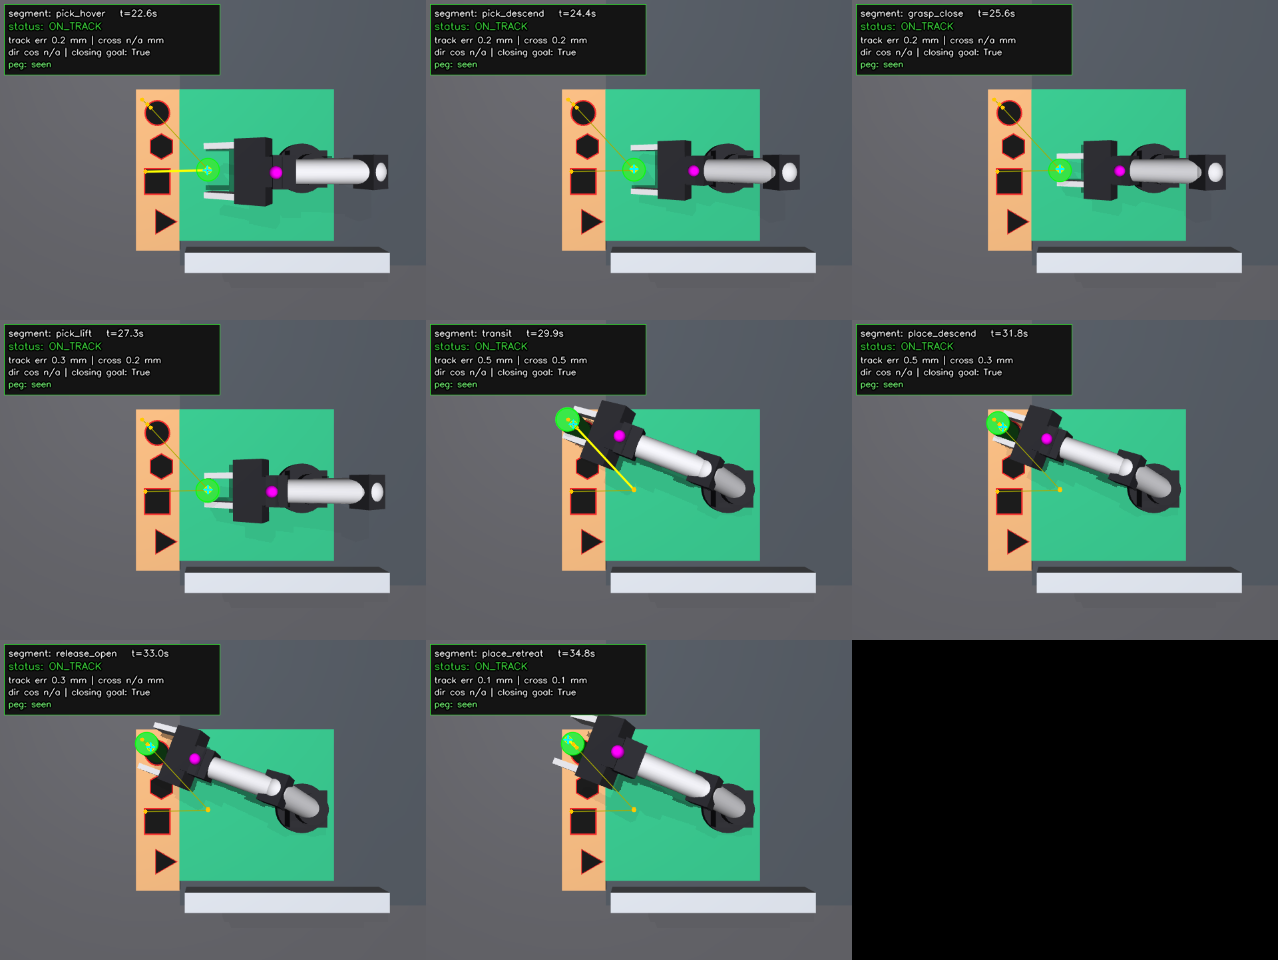 segment: pick_hover t=22.6s
status: ON_TRACK
track err 0.2 mm | cross n/a mm
dir cos n/a | closing goal: True
peg: seen
segment: pick_descend t=24.4s
status: ON_TRACK
track err 0.2 mm | cross 0.2 mm
dir cos n/a | closing goal: True
peg: seen
segment: grasp_close t=25.6s
status: ON_TRACK
track err 0.2 mm | cross n/a mm
dir cos n/a | closing goal: True
peg: seen
segment: pick_lift t=27.3s
status: ON_TRACK
track err 0.3 mm | cross 0.2 mm
dir cos n/a | closing goal: True
peg: seen
segment: transit t=29.9s
status: ON_TRACK
track err 0.5 mm | cross 0.5 mm
dir cos n/a | closing goal: True
peg: seen
segment: place_descend t=31.8s
status: ON_TRACK
track err 0.5 mm | cross 0.3 mm
dir cos n/a | closing goal: True
peg: seen
segment: release_open t=33.0s
status: ON_TRACK
track err 0.3 mm | cross n/a mm
dir cos n/a | closing goal: True
peg: seen
segment: place_retreat t=34.8s
status: ON_TRACK
track err 0.1 mm | cross 0.1 mm
dir cos n/a | closing goal: True
peg: seen